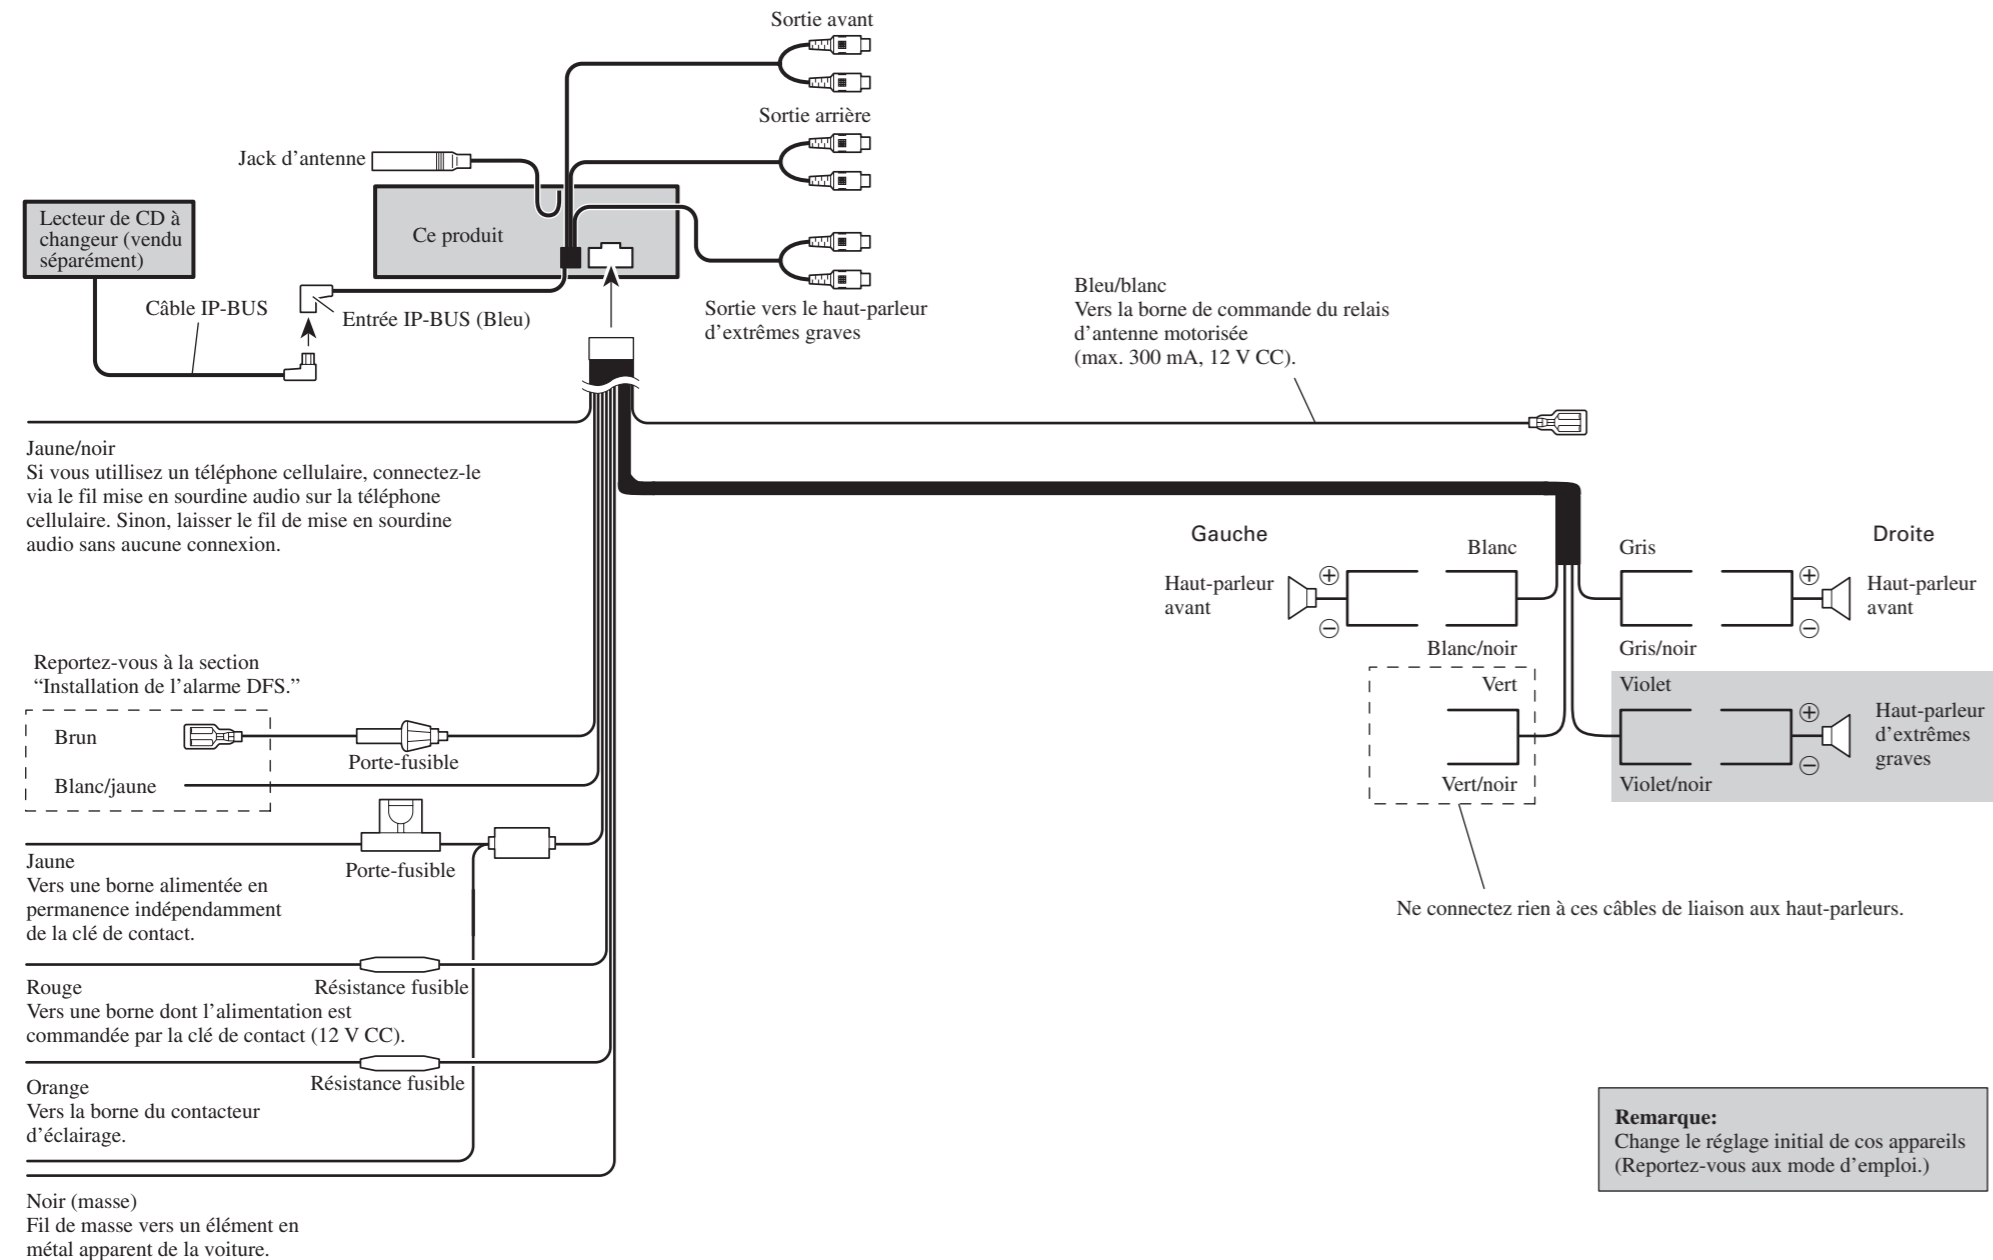 Sortie avant
Sortie arrière
Jack d’antenne
Lecteur de CD à
changeur (vendu
séparément)
Ce produit
Câble IP-BUS
Entrée IP-BUS (Bleu)
Sortie vers le haut-parleur
d’extrêmes graves
Bleu/blanc
Vers la borne de commande du relais
d’antenne motorisée
(max. 300 mA, 12 V CC).
Jaune/noir
Si vous utilisez un téléphone cellulaire, connectez-le
via le fil mise en sourdine audio sur la téléphone
cellulaire. Sinon, laisser le fil de mise en sourdine
audio sans aucune connexion.
Gauche
Droite
Blanc
Gris
Haut-parleur
avant
⊕
⊖
⊕
⊖
Haut-parleur
avant
Blanc/noir
Gris/noir
Vert
Violet
⊕
⊖
Haut-parleur
d’extrêmes
graves
Vert/noir
Violet/noir
Ne connectez rien à ces câbles de liaison aux haut-parleurs.
Reportez-vous à la section
“Installation de l’alarme DFS.”
Brun
Porte-fusible
Blanc/jaune
Jaune
Vers une borne alimentée en
permanence indépendamment
de la clé de contact.
Porte-fusible
Rouge
Vers une borne dont l’alimentation est
commandée par la clé de contact (12 V CC).
Résistance fusible
Orange
Vers la borne du contacteur
d’éclairage.
Résistance fusible
Noir (masse)
Fil de masse vers un élément en
métal apparent de la voiture.
Remarque:
Change le réglage initial de cos appareils
(Reportez-vous aux mode d’emploi.)